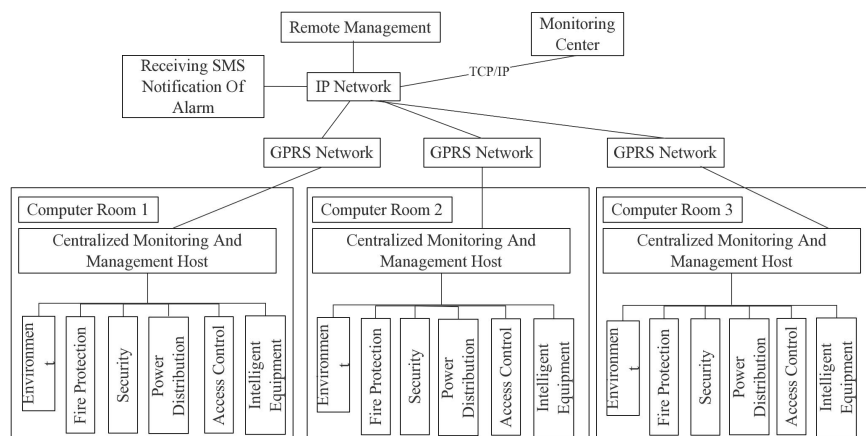 Remote Management
Monitoring
Center
Receiving SMS
Notification Of
Alarm
IP Network
TCP/IP
GPRS Network
GPRS Network
GPRS Network
Computer Room 1
Centralized Monitoring And
Management Host
Environmen
t
Fire Protection
Security
Power
Distribution
Access Control
Intelligent
Equipment
Computer Room 2
Centralized Monitoring And
Management Host
Environmen
t
Fire Protection
Security
Power
Distribution
Access Control
Intelligent
Equipment
Computer Room 3
Centralized Monitoring And
Management Host
Environmen
t
Fire Protection
Security
Power
Distribution
Access Control
Intelligent
Equipment